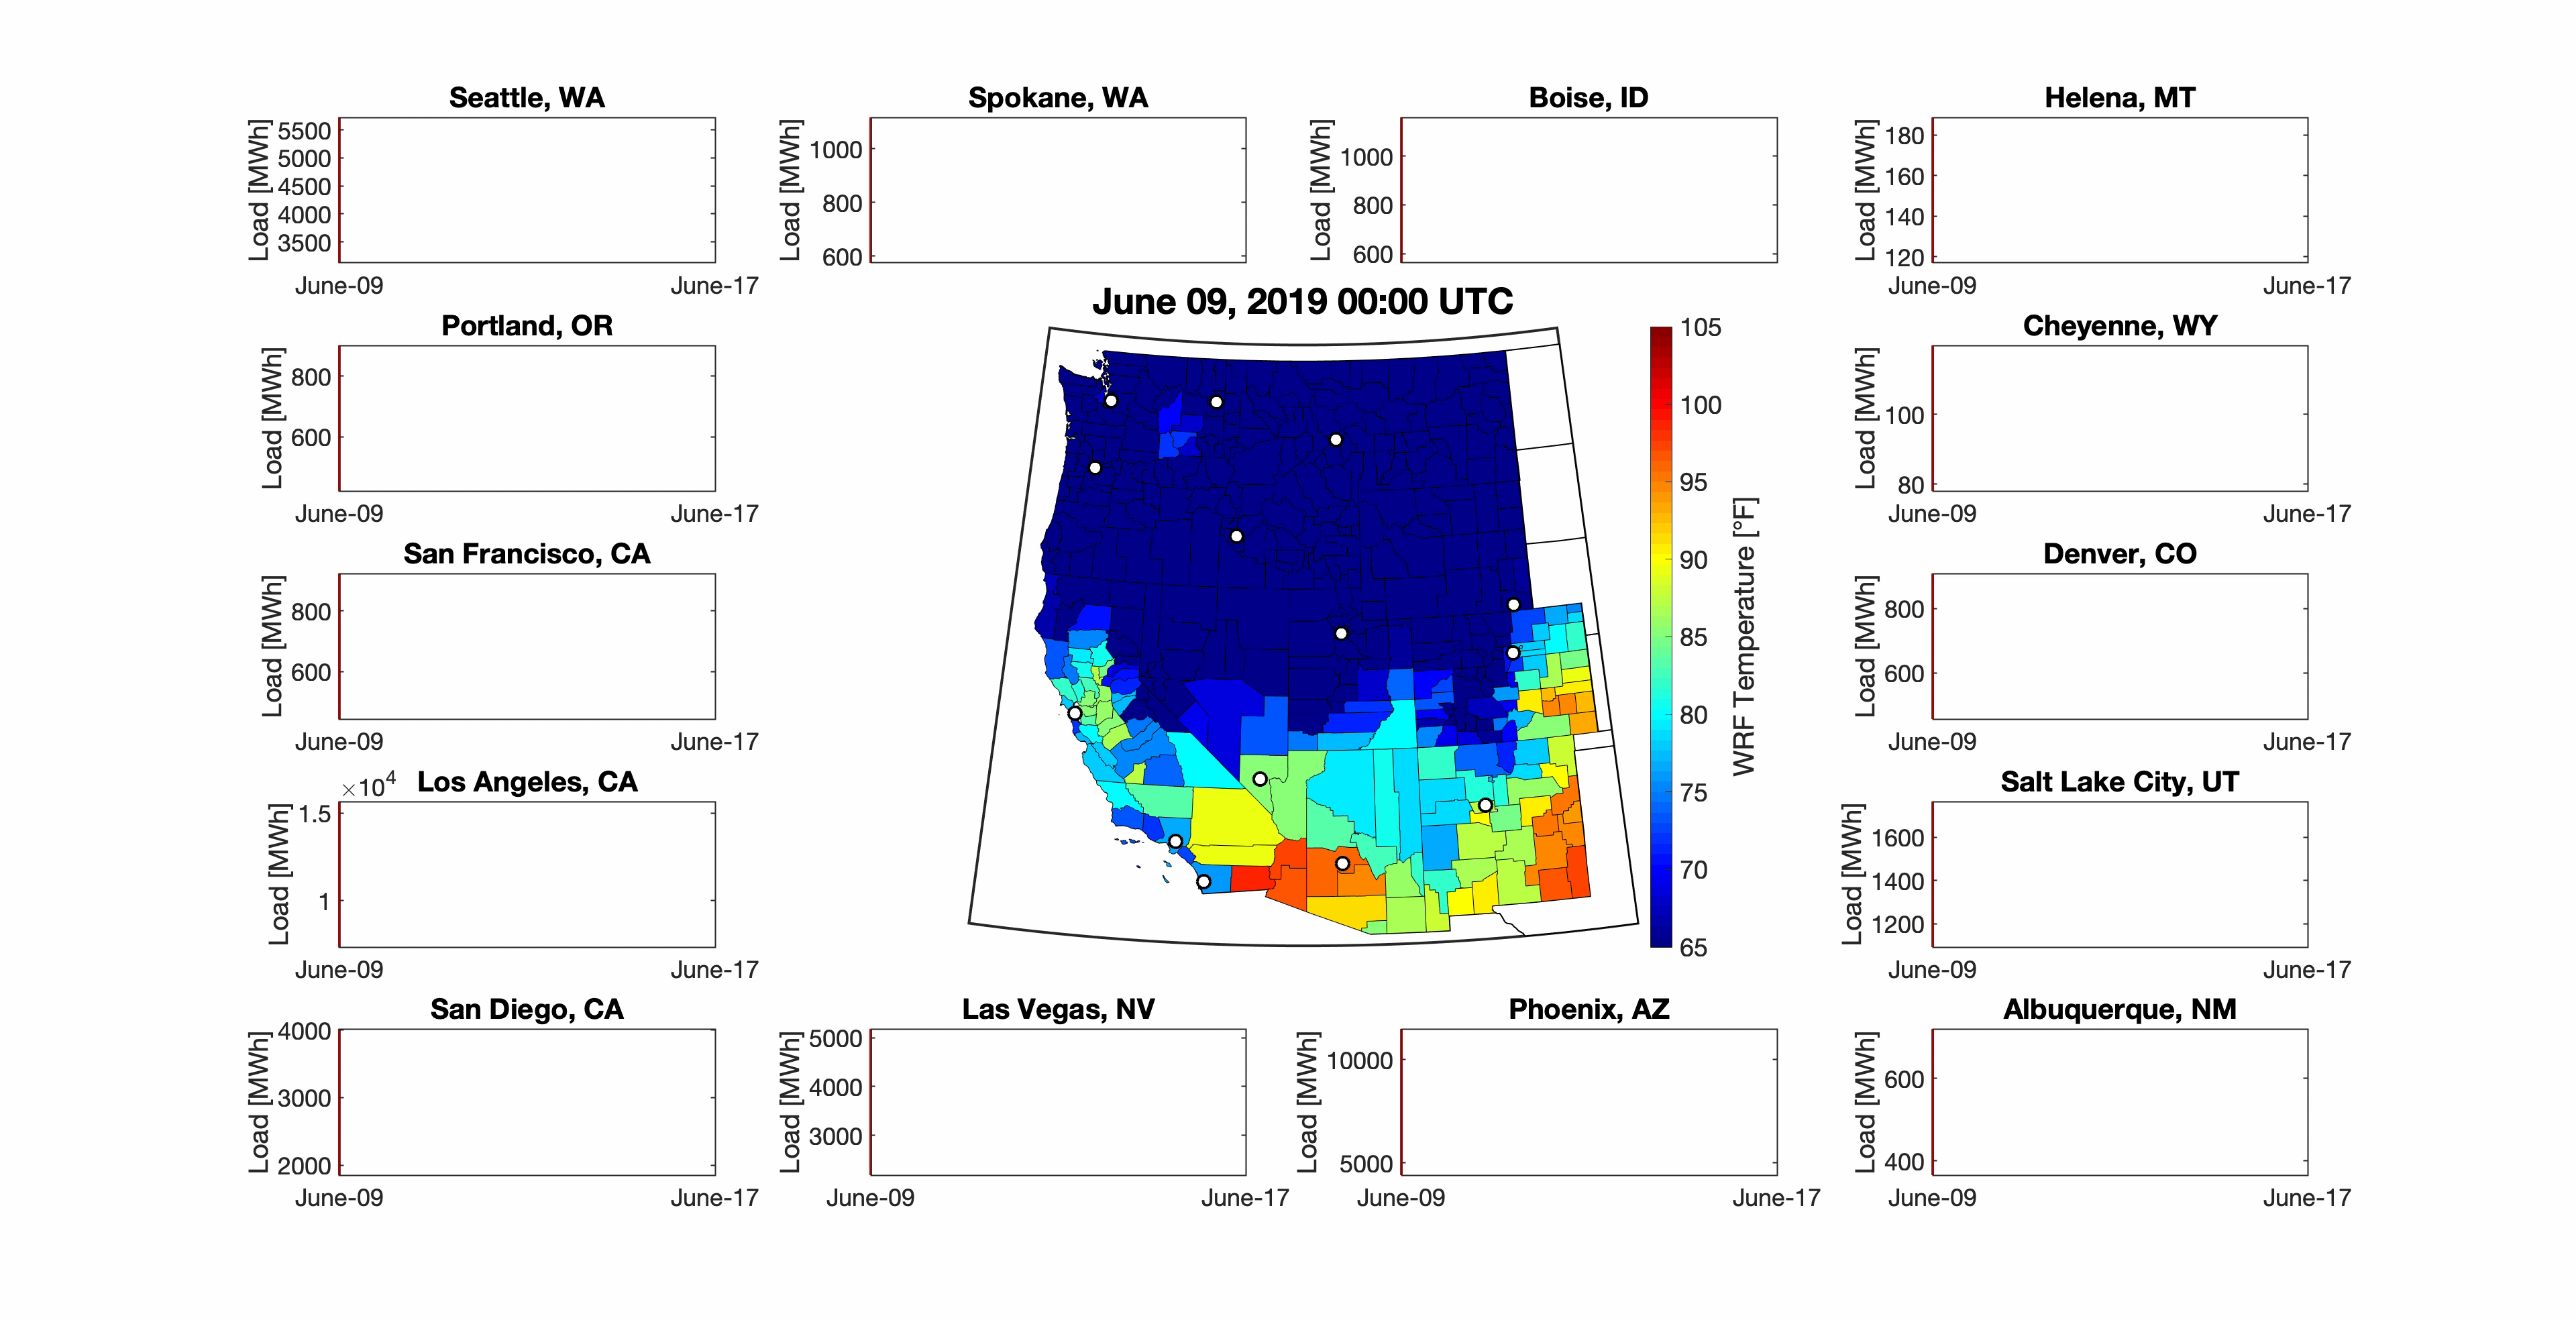 Seattle, WA
Load [MWh]
5500
5000
4500
4000
3500
June-09 June-17
Spokane, WA
Load [MWh]
1000
800
600
Boise, ID
Load [MWh]
1000
800
600
Helena, MT
Load [MWh]
180
160
140
120
June-09 June-17
Portland, OR
Load [MWh]
800
600
June-09 June-17
San Francisco, CA
Load [MWh]
800
600
June-09 June-17
×10⁴ Los Angeles, CA
Load [MWh]
1.5
1
June-09 June-17
June 09, 2019 00:00 UTC
105
100
95
90
85
80
75
70
65
WRF Temperature [°F]
Cheyenne, WY
Load [MWh]
100
80
June-09 June-17
Denver, CO
Load [MWh]
800
600
June-09 June-17
Salt Lake City, UT
Load [MWh]
1600
1400
1200
June-09 June-17
San Diego, CA
Load [MWh]
4000
3000
2000
June-09 June-17
Las Vegas, NV
Load [MWh]
5000
4000
3000
June-09 June-17
Phoenix, AZ
Load [MWh]
10000
5000
June-09 June-17
Albuquerque, NM
Load [MWh]
600
400
June-09 June-17